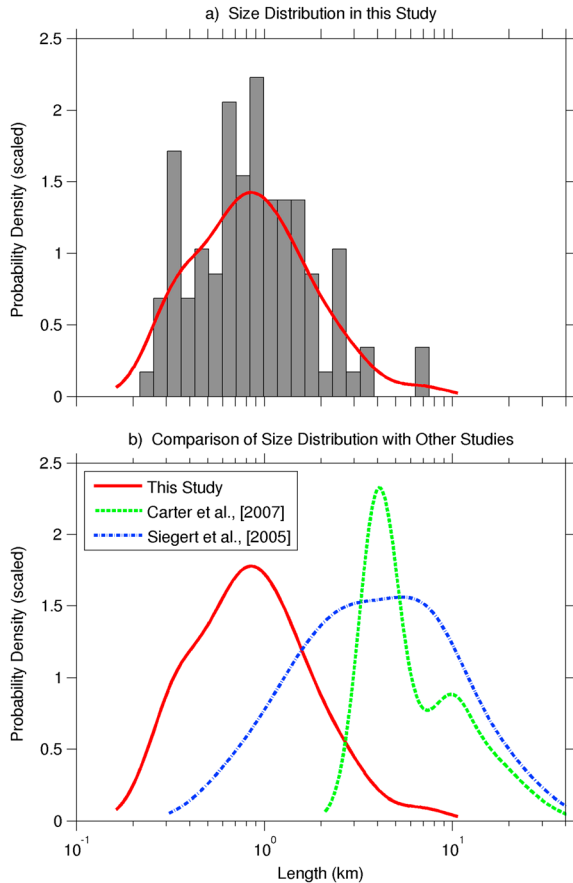 a) Size Distribution in this Study
2.5
2
1.5
1
0.5
0
Probability Density (scaled)
b) Comparison of Size Distribution with Other Studies
2.5
2
1.5
1
0.5
0
Probability Density (scaled)
This Study
Carter et al., [2007]
Siegert et al., [2005]
10⁻¹ 10⁰ 10¹
Length (km)